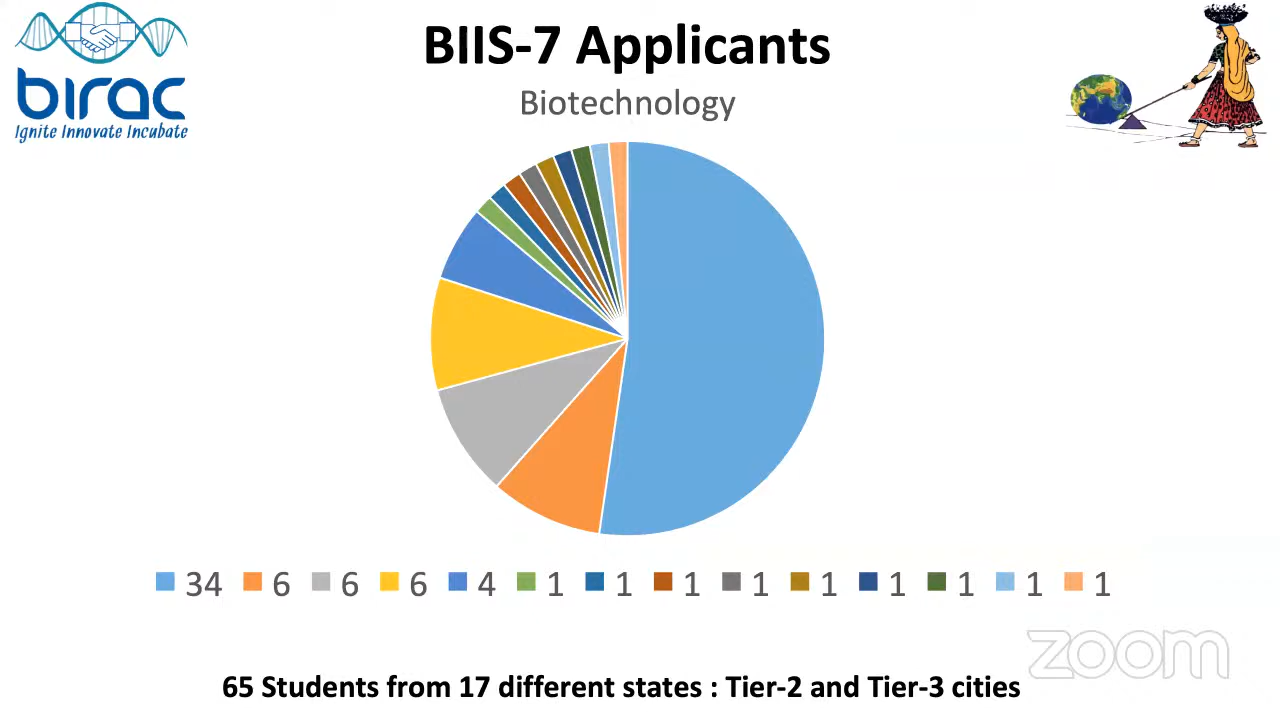 BIIS-7 Applicants
Biotechnology
birac
Ignite Innovate Incubate
34 6 6 6 4 1 1 1 1 1 1 1 1 1
zoom
65 Students from 17 different states : Tier-2 and Tier-3 cities